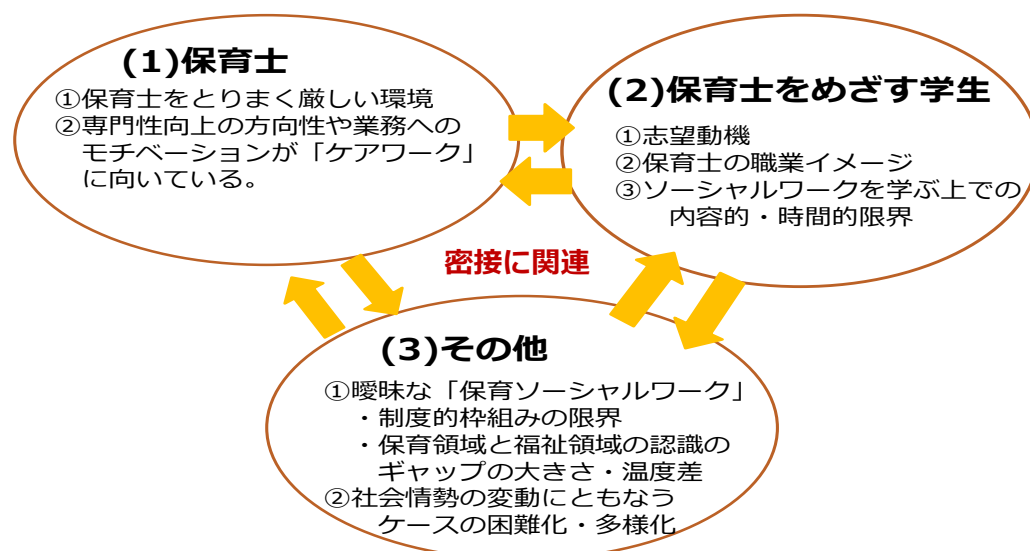 (1)保育士
①保育士をとりまく厳しい環境
②専門性向上の方向性や業務への
モチベーションが「ケアワーク」
に向いている。
(2)保育士をめざす学生
①志望動機
②保育士の職業イメージ
③ソーシャルワークを学ぶ上での
内容的・時間的限界
密接に関連
(3)その他
①曖昧な「保育ソーシャルワーク」
・制度的枠組みの限界
・保育領域と福祉領域の認識の
ギャップの大きさ・温度差
②社会情勢の変動にともなう
ケースの困難化・多様化